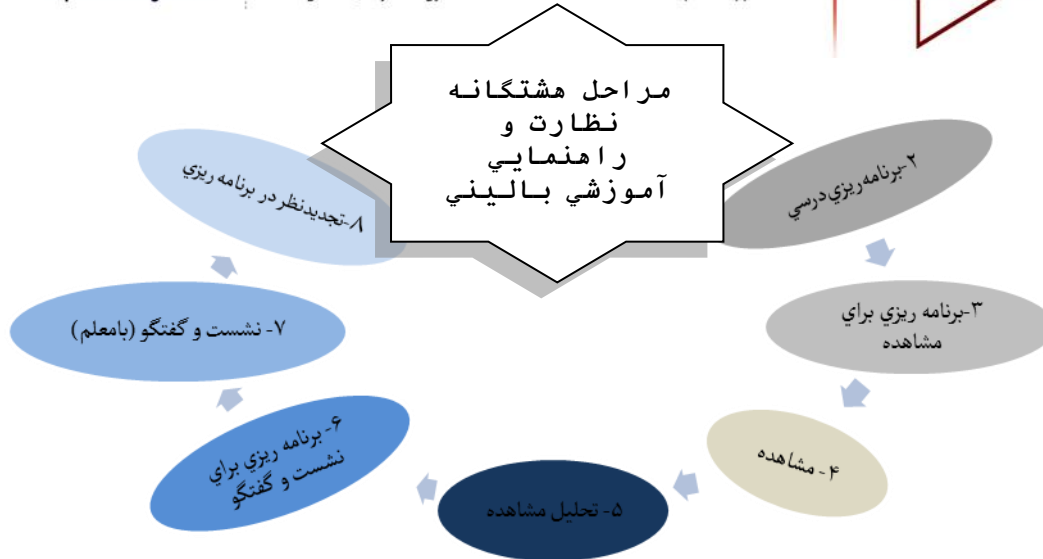 مراحل هشتگانه
نظارت و
راهنمايي
آموزشي باليني
۲-برنامه‌ريزي درسي
۳-برنامه ريزي براي
مشاهده
۴- مشاهده
۵- تحليل مشاهده
۶- برنامه ريزي براي
نشست و گفتگو
۷- نشست و گفتگو (بامعلم)
۸-تجديدنظر در برنامه ريزي